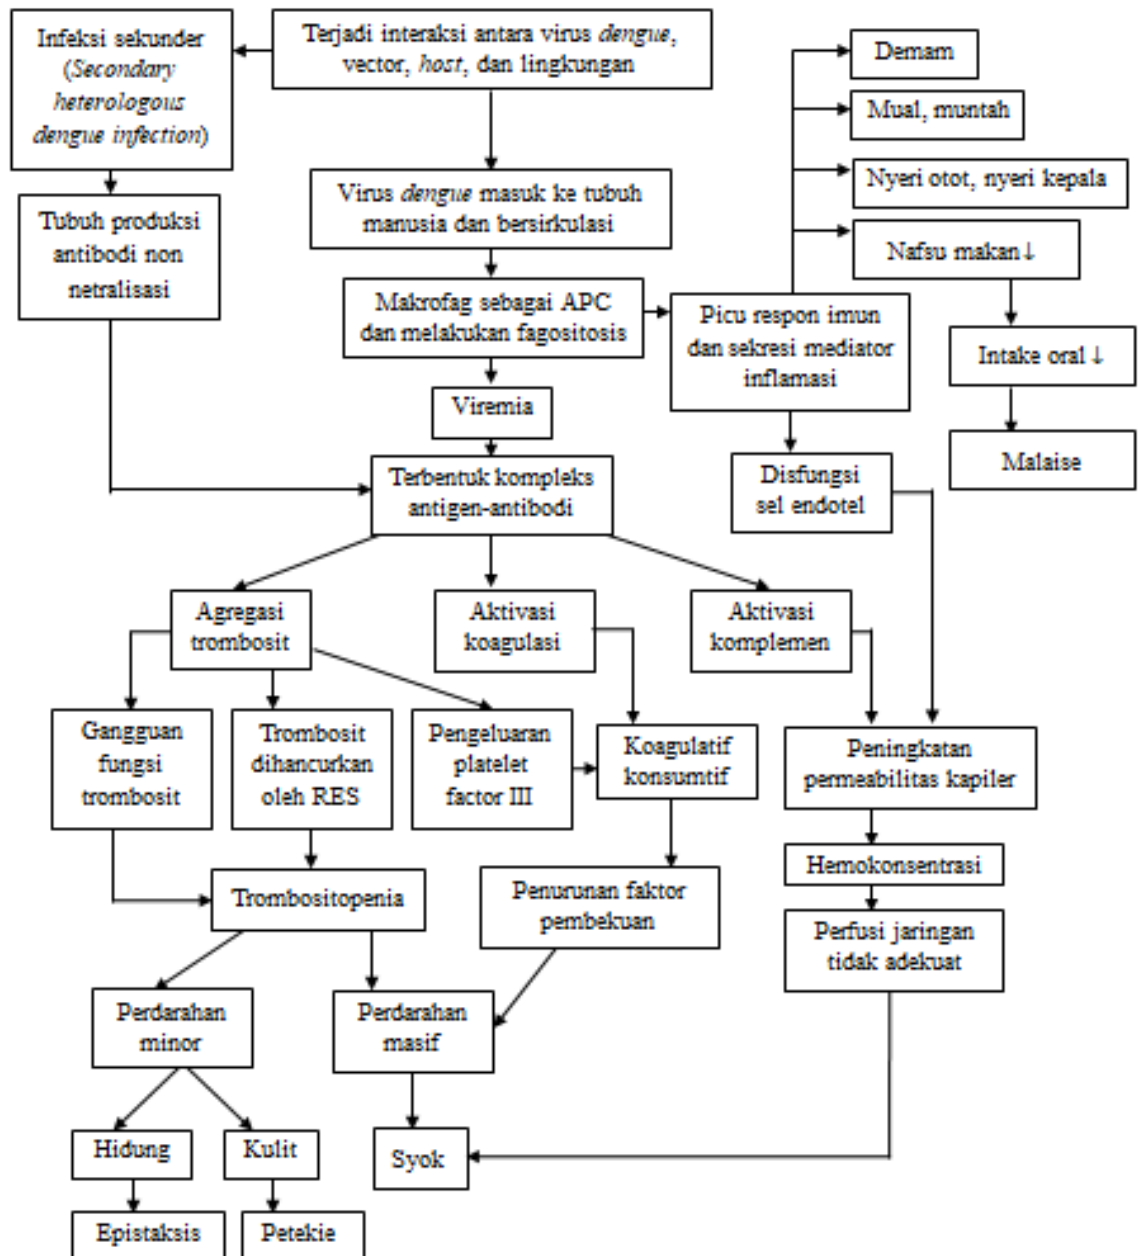 Infeksi sekunder
(Secondary
heterologous
dengue infection)
Terjadi interaksi antara virus dengue,
vector, host, dan lingkungan
Demam
Mual, muntah
Nyeri otot, nyeri kepala
Nafsu makan↓
Virus dengue masuk ke tubuh
manusia dan bersirkulasi
Tubuh produksi
antibodi non
netralisasi
Makrofag sebagai APC
dan melakukan fagositosis
Picu respon imun
dan sekresi mediator
inflamasi
Intake oral ↓
Viremia
Malaise
Terbentuk kompleks
antigen-antibodi
Disfungsi
sel endotel
Agregasi
trombosit
Aktivasi
koagulasi
Aktivasi
komplemen
Gangguan
fungsi
trombosit
Trombosit
dihancurkan
oleh RES
Pengeluaran
platelet
factor III
Koagulatif
konsumtif
Peningkatan
permeabilitas kapiler
Hemokonsentrasi
Trombositopenia
Penurunan faktor
pembekuan
Perfusi jaringan
tidak adekuat
Perdarahan
minor
Perdarahan
masif
Hidung
Kulit
Syok
Epistaksis
Petekie